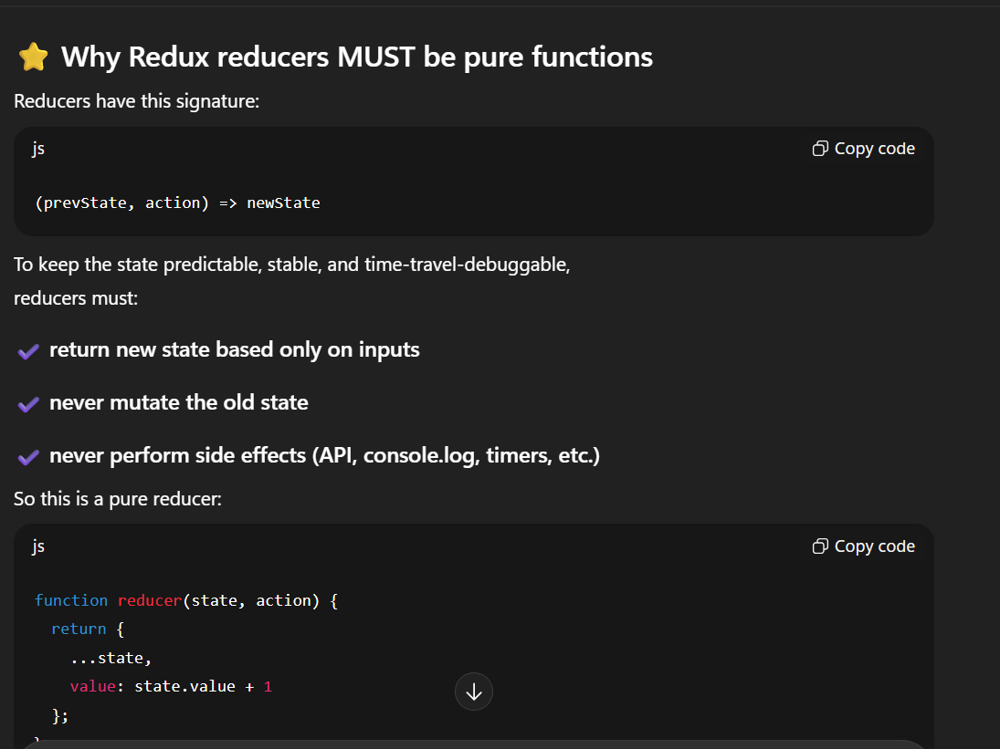 Why Redux reducers MUST be pure functions
Reducers have this signature:
js
Copy code
(prevState, action) => newState
To keep the state predictable, stable, and time-travel-debuggable,
reducers must:
return new state based only on inputs
never mutate the old state
never perform side effects (API, console.log, timers, etc.)
So this is a pure reducer:
js
Copy code
function reducer(state, action) {
  return {
    ...state,
    value: state.value + 1
  };